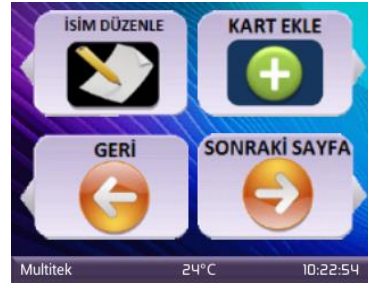 İSİM DÜZENLE
KART EKLE
GERİ
SONRAKİ SAYFA
Multitek 24°C 10:22:54